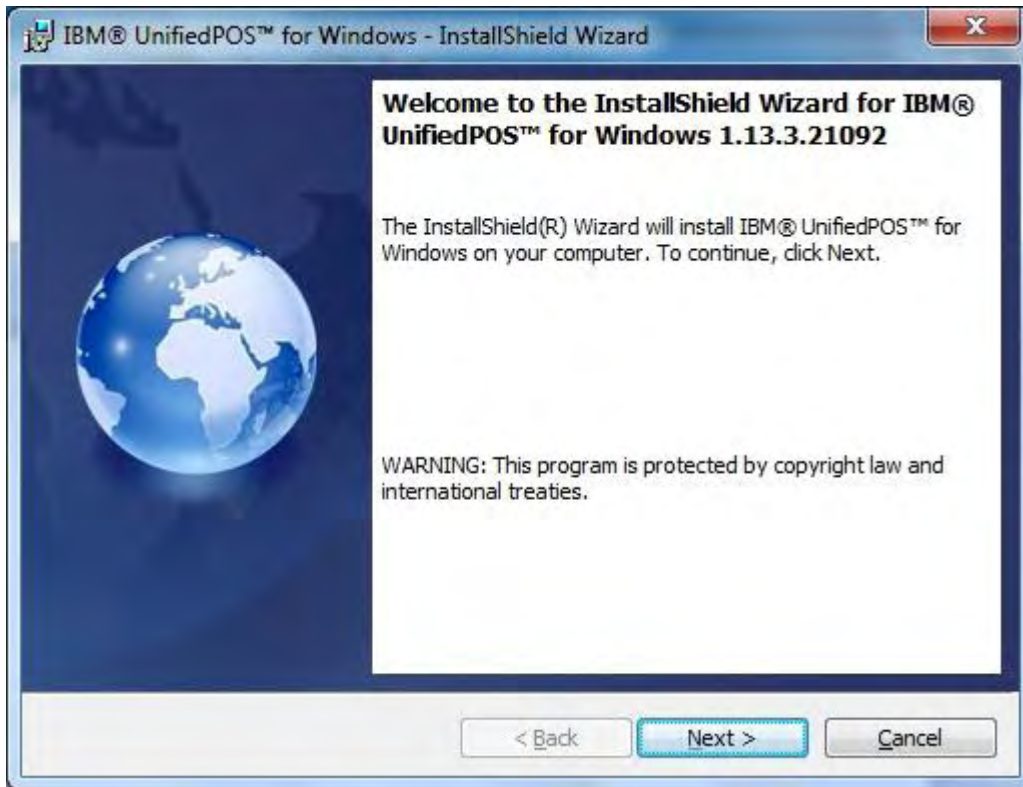 IBM® UnifiedPOS™ for Windows - InstallShield Wizard
Welcome to the InstallShield Wizard for IBM®
UnifiedPOS™ for Windows 1.13.3.21092
The InstallShield(R) Wizard will install IBM® UnifiedPOS™ for
Windows on your computer. To continue, click Next.
WARNING: This program is protected by copyright law and
international treaties.
< Back
Next >
Cancel